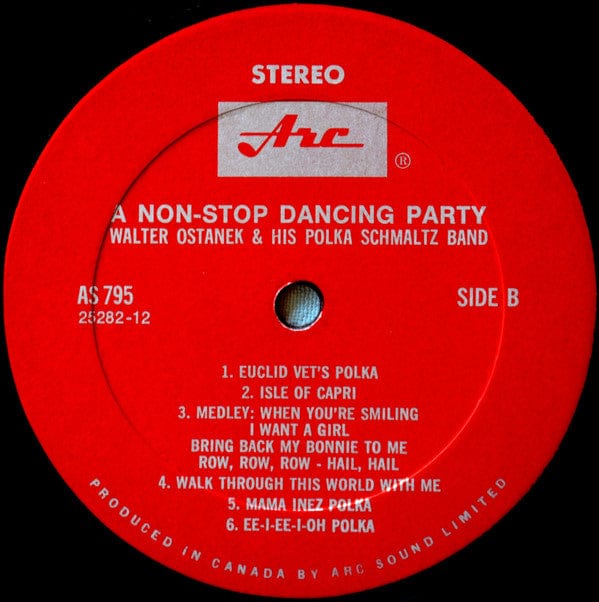 STEREO
Arc
®
A NON-STOP DANCING PARTY
WALTER OSTANEK & HIS POLKA SCHMALTZ BAND
AS 795
25282-12
SIDE B
1. EUCLID VET'S POLKA
2. ISLE OF CAPRI
3. MEDLEY: WHEN YOU'RE SMILING
I WANT A GIRL
BRING BACK MY BONNIE TO ME
ROW, ROW, ROW - HAIL, HAIL
4. WALK THROUGH THIS WORLD WITH ME
5. MAMA INEZ POLKA
6. EE-I-EE-I-OH POLKA
PRODUCED IN CANADA BY ARC SOUND LIMITED